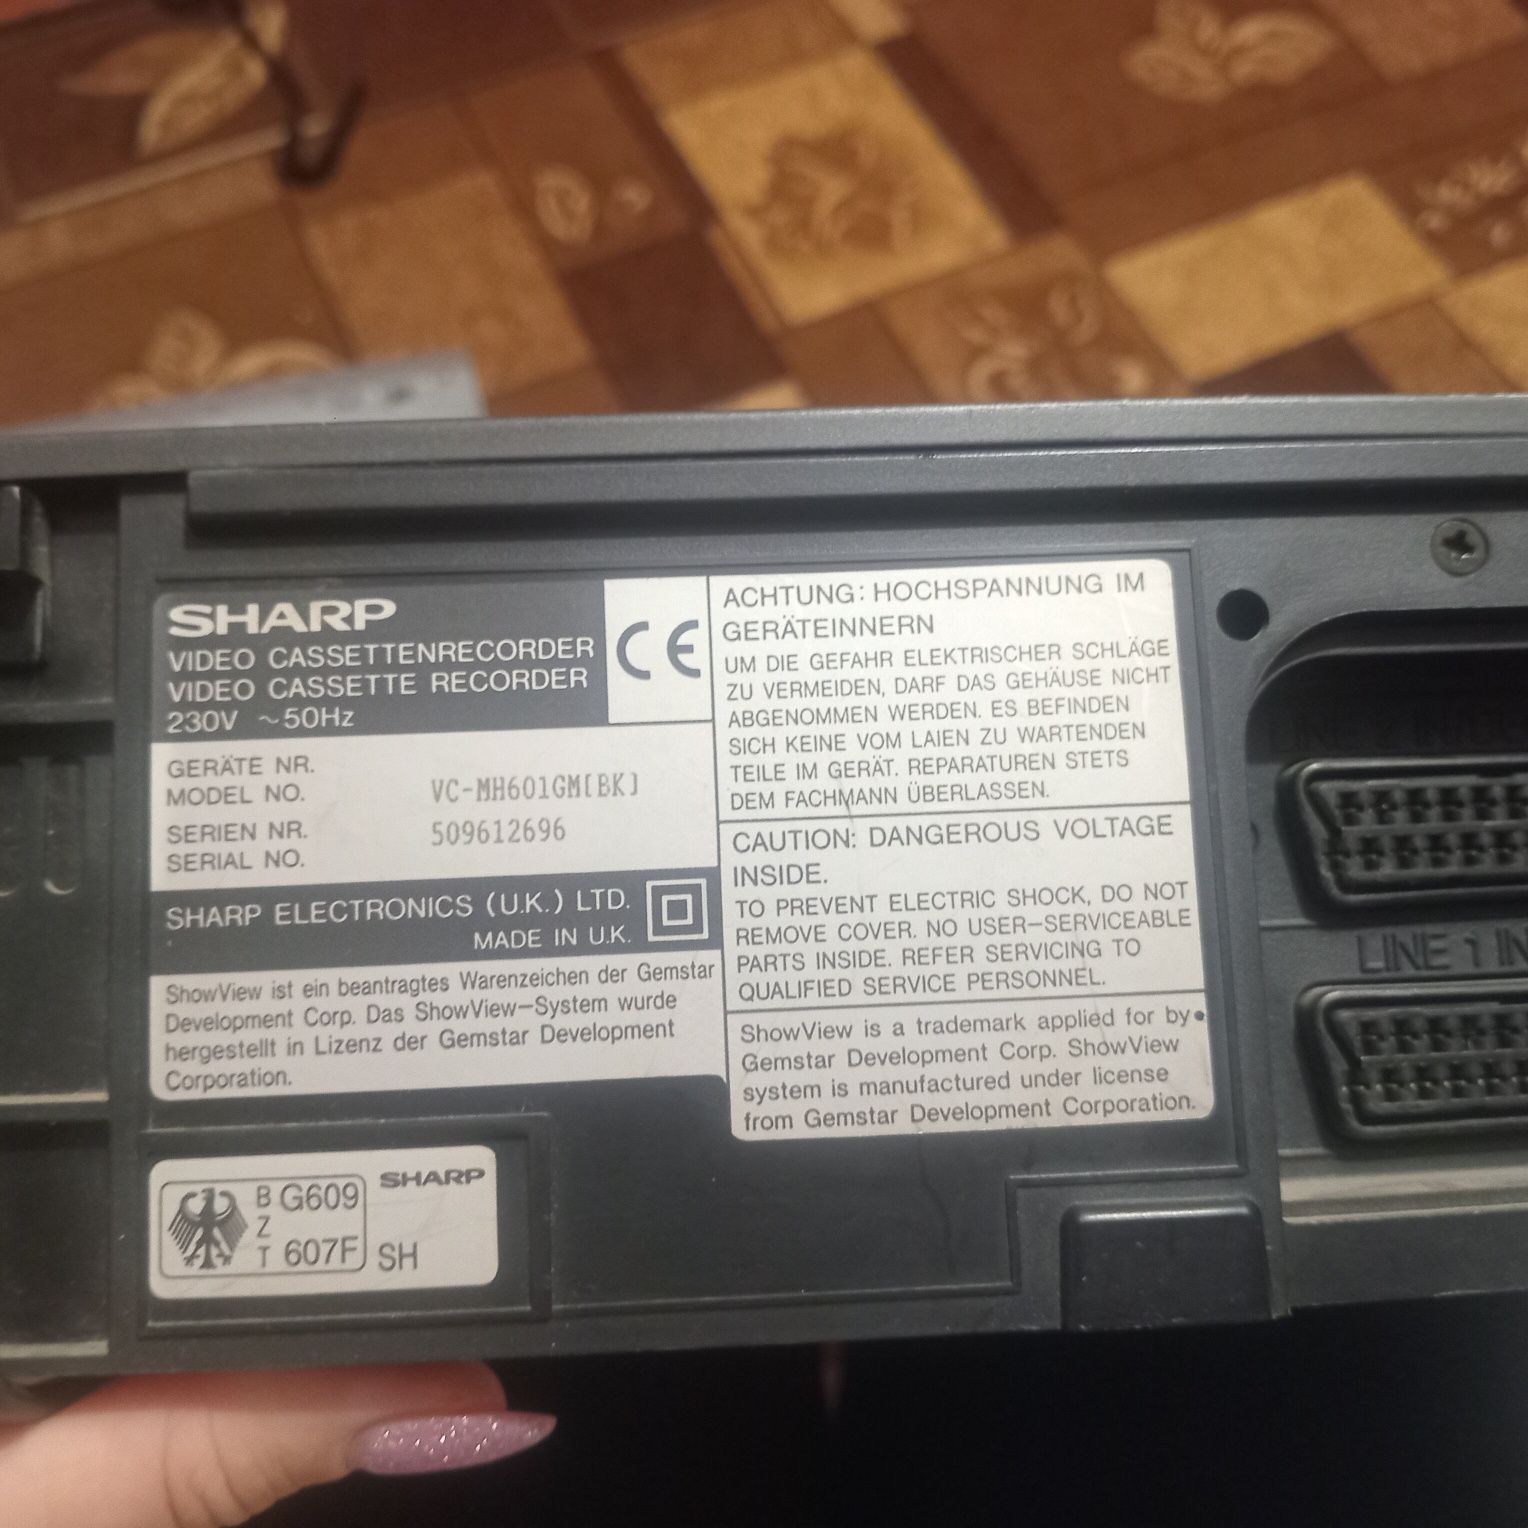 SHARP
VIDEO CASSETTENRECORDER
VIDEO CASSETTE RECORDER
230V ~50Hz
CE
GERÄTE NR.
MODEL NO.
VC-MH601GM(BK)
SERIEN NR.
SERIAL NO.
509612696
SHARP ELECTRONICS (U.K.) LTD.
MADE IN U.K.
ShowView ist ein beantragtes Warenzeichen der Gemstar
Development Corp. Das ShowView-System wurde
hergestellt in Lizenz der Gemstar Development
Corporation.
ACHTUNG: HOCHSPANNUNG IM
GERÄTEINNERN
UM DIE GEFAHR ELEKTRISCHER SCHLÄGE
ZU VERMEIDEN, DARF DAS GEHÄUSE NICHT
ABGENOMMEN WERDEN. ES BEFINDEN
SICH KEINE VOM LAIEN ZU WARTENDEN
TEILE IM GERÄT. REPARATUREN STETS
DEM FACHMANN ÜBERLASSEN.
CAUTION: DANGEROUS VOLTAGE
INSIDE.
TO PREVENT ELECTRIC SHOCK, DO NOT
REMOVE COVER. NO USER-SERVICEABLE
PARTS INSIDE. REFER SERVICING TO
QUALIFIED SERVICE PERSONNEL.
ShowView is a trademark applied for by
Gemstar Development Corp. ShowView
system is manufactured under license
from Gemstar Development Corporation.
LINE 1 IN
BZT
G609
607F
SHARP
SH